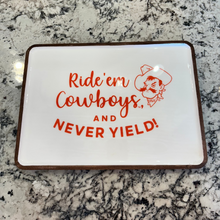 Ride 'em
Cowboys,
AND
NEVER YIELD!